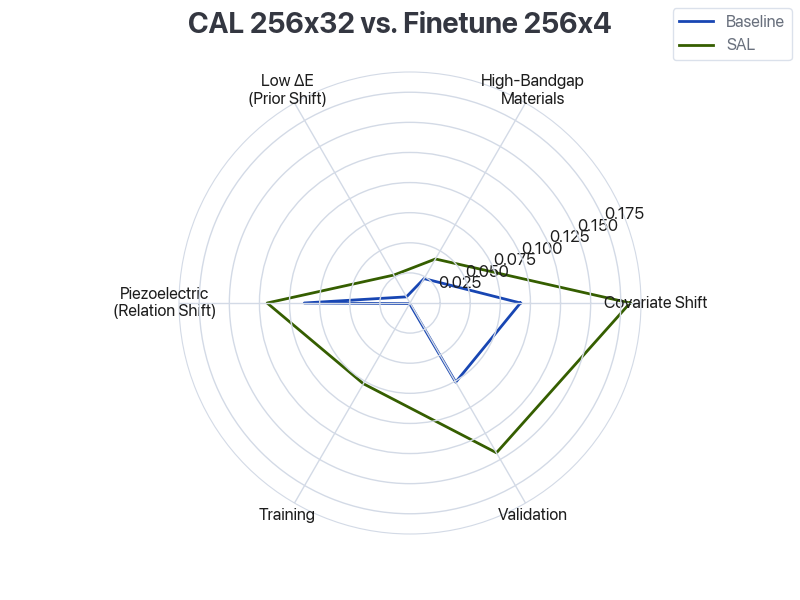 CAL 256x32 vs. Finetune 256x4
Baseline
SAL
Low ΔE
(Prior Shift)
High-Bandgap
Materials
0.175
0.150
0.125
0.100
0.075
0.050
0.025
Piezoelectric
(Relation Shift)
Covariate Shift
Training
Validation